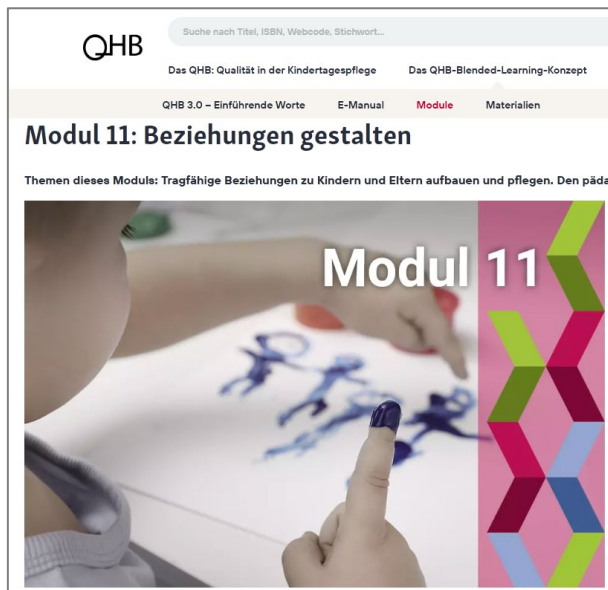 QHB
Suche nach Titel, ISBN, Webcode, Stichwort...
Das QHB: Qualität in der Kindertagespflege Das QHB-Blended-Learning-Konzept
QHB 3.0 – Einführende Worte E-Manual Module Materialien
Modul 11: Beziehungen gestalten
Themen dieses Moduls: Tragfähige Beziehungen zu Kindern und Eltern aufbauen und pflegen. Den päda
Modul 11